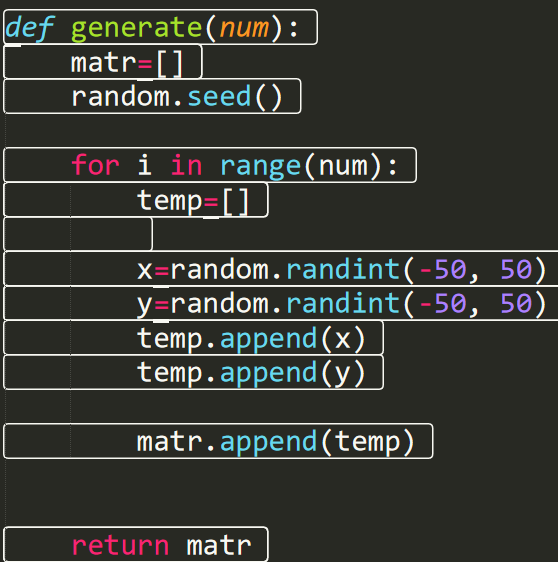 def generate(num):
    matr=[]
    random.seed()
    for i in range(num):
        temp=[]
        x=random.randint(-50, 50)
        y=random.randint(-50, 50)
        temp.append(x)
        temp.append(y)
        matr.append(temp)
    return matr